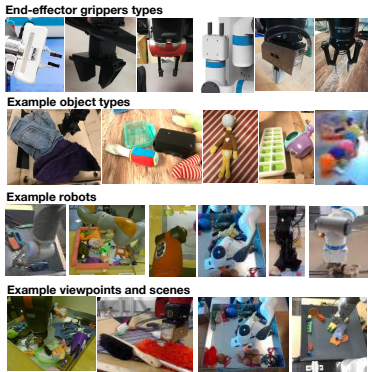 End-effector grippers types
Example object types
Example robots
Example viewpoints and scenes